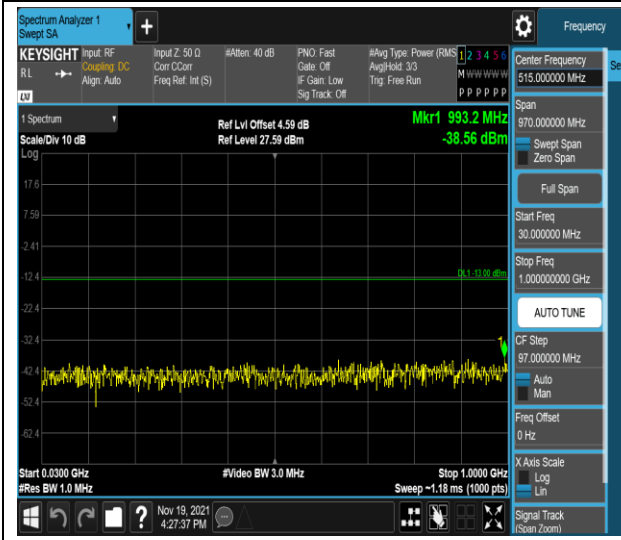 Spectrum Analyzer 1
Swept SA
+
Frequency
KEYSIGHT
RL
LXI
Input: RF
Coupling: DC
Align: Auto
Input Z: 50 Ω
Corr CCorr
Freq Ref: Int (S)
#Atten: 40 dB
PNO: Fast
Gate: Off
IF Gain: Low
Sig Track: Off
#Avg Type: Power (RMS
Avg|Hold: 3/3
Trig: Free Run
1 2 3 4 5 6
M W W W W W
P P P P P P
1 Spectrum
Scale/Div 10 dB
Log
Ref Lvl Offset 4.59 dB
Ref Level 27.59 dBm
Mkr1 993.2 MHz
-38.56 dBm
17.6
7.59
-2.41
-12.4
DL1 -13.00 dBm
-22.4
-32.4
1
-42.4
-52.4
-62.4
Start 0.0300 GHz
#Res BW 1.0 MHz
#Video BW 3.0 MHz
Stop 1.0000 GHz
Sweep ~1.18 ms (1000 pts)
?
Nov 19, 2021
4:27:37 PM
Center Frequency
515.000000 MHz
Se
Span
970.000000 MHz
Swept Span
Zero Span
Full Span
Start Freq
30.000000 MHz
Stop Freq
1.000000000 GHz
AUTO TUNE
CF Step
97.000000 MHz
Auto
Man
Freq Offset
0 Hz
X Axis Scale
Log
Lin
Signal Track
(Span Zoom)